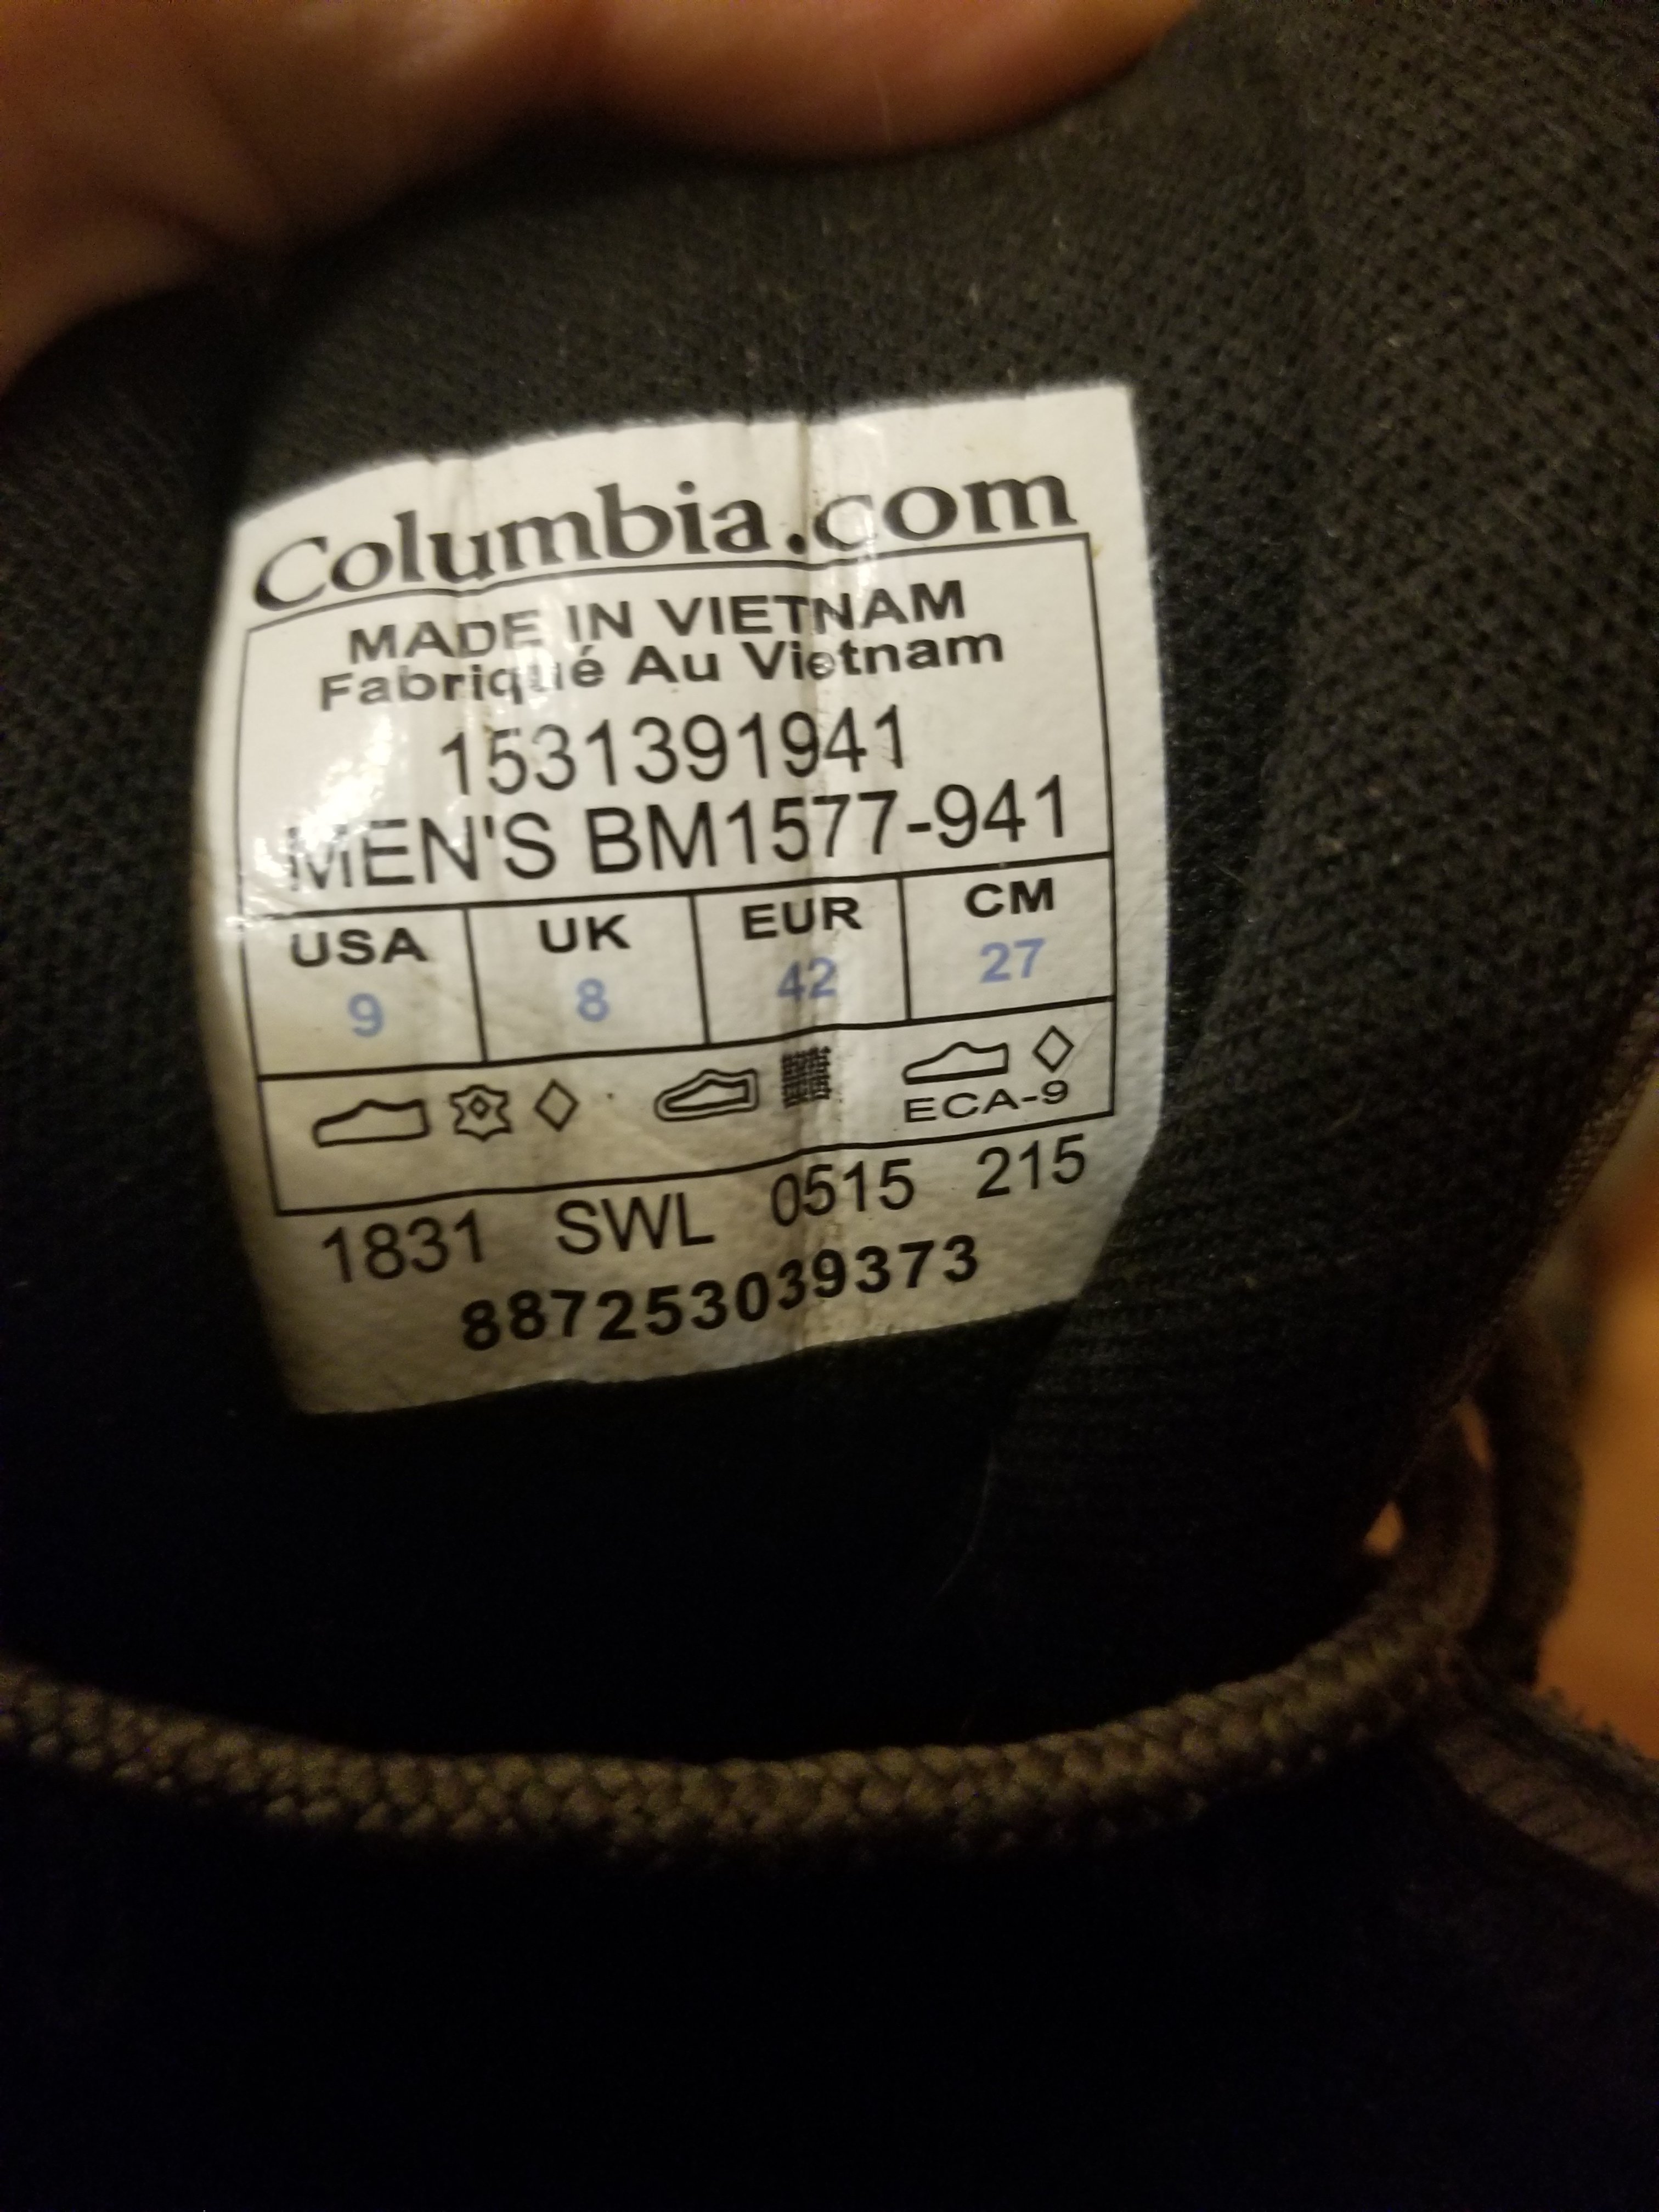 Columbia.com
MADE IN VIETNAM
Fabriqué Au Vietnam
1531391941
MEN'S BM1577-941
USA UK EUR CM
9 8 42 27
ECA-9
1831 SWL 0515 215
887253039373